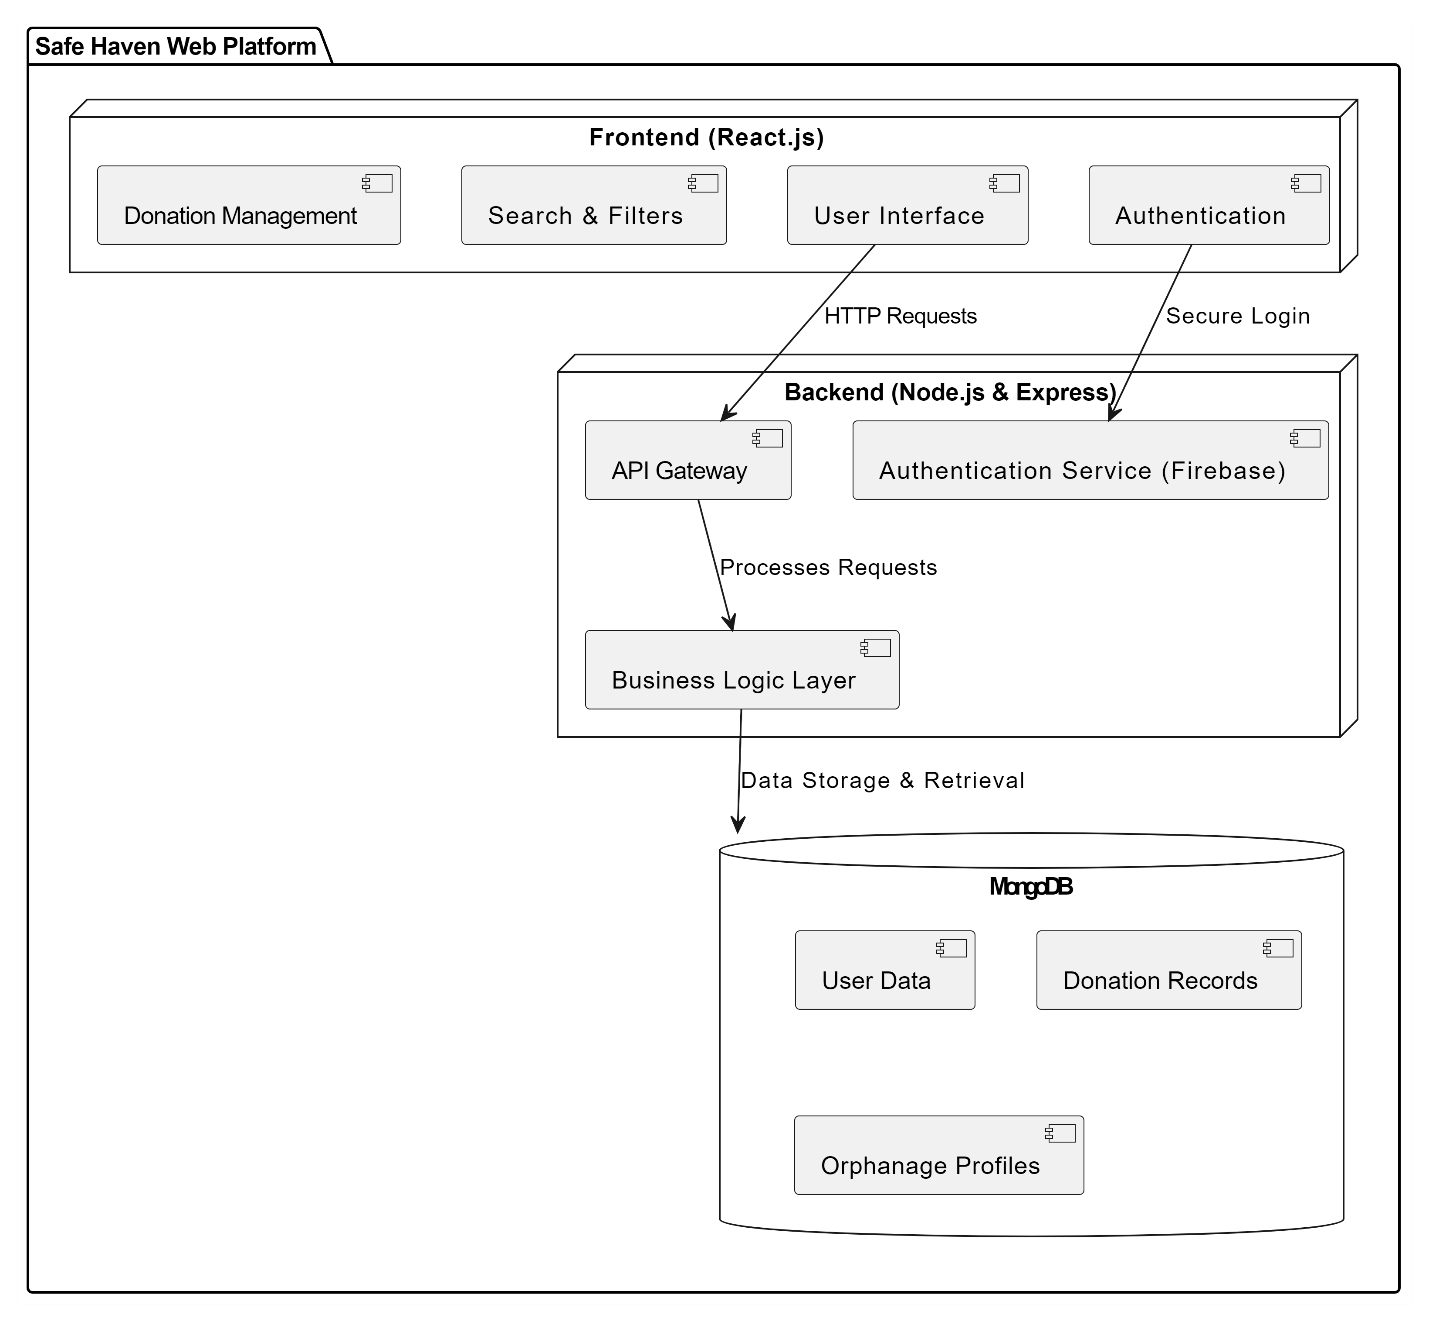 Safe Haven Web Platform
Frontend (React.js)
Donation Management
Search & Filters
User Interface
Authentication
HTTP Requests
Secure Login
Backend (Node.js & Express)
API Gateway
Authentication Service (Firebase)
Processes Requests
Business Logic Layer
Data Storage & Retrieval
MongoDB
User Data
Donation Records
Orphanage Profiles